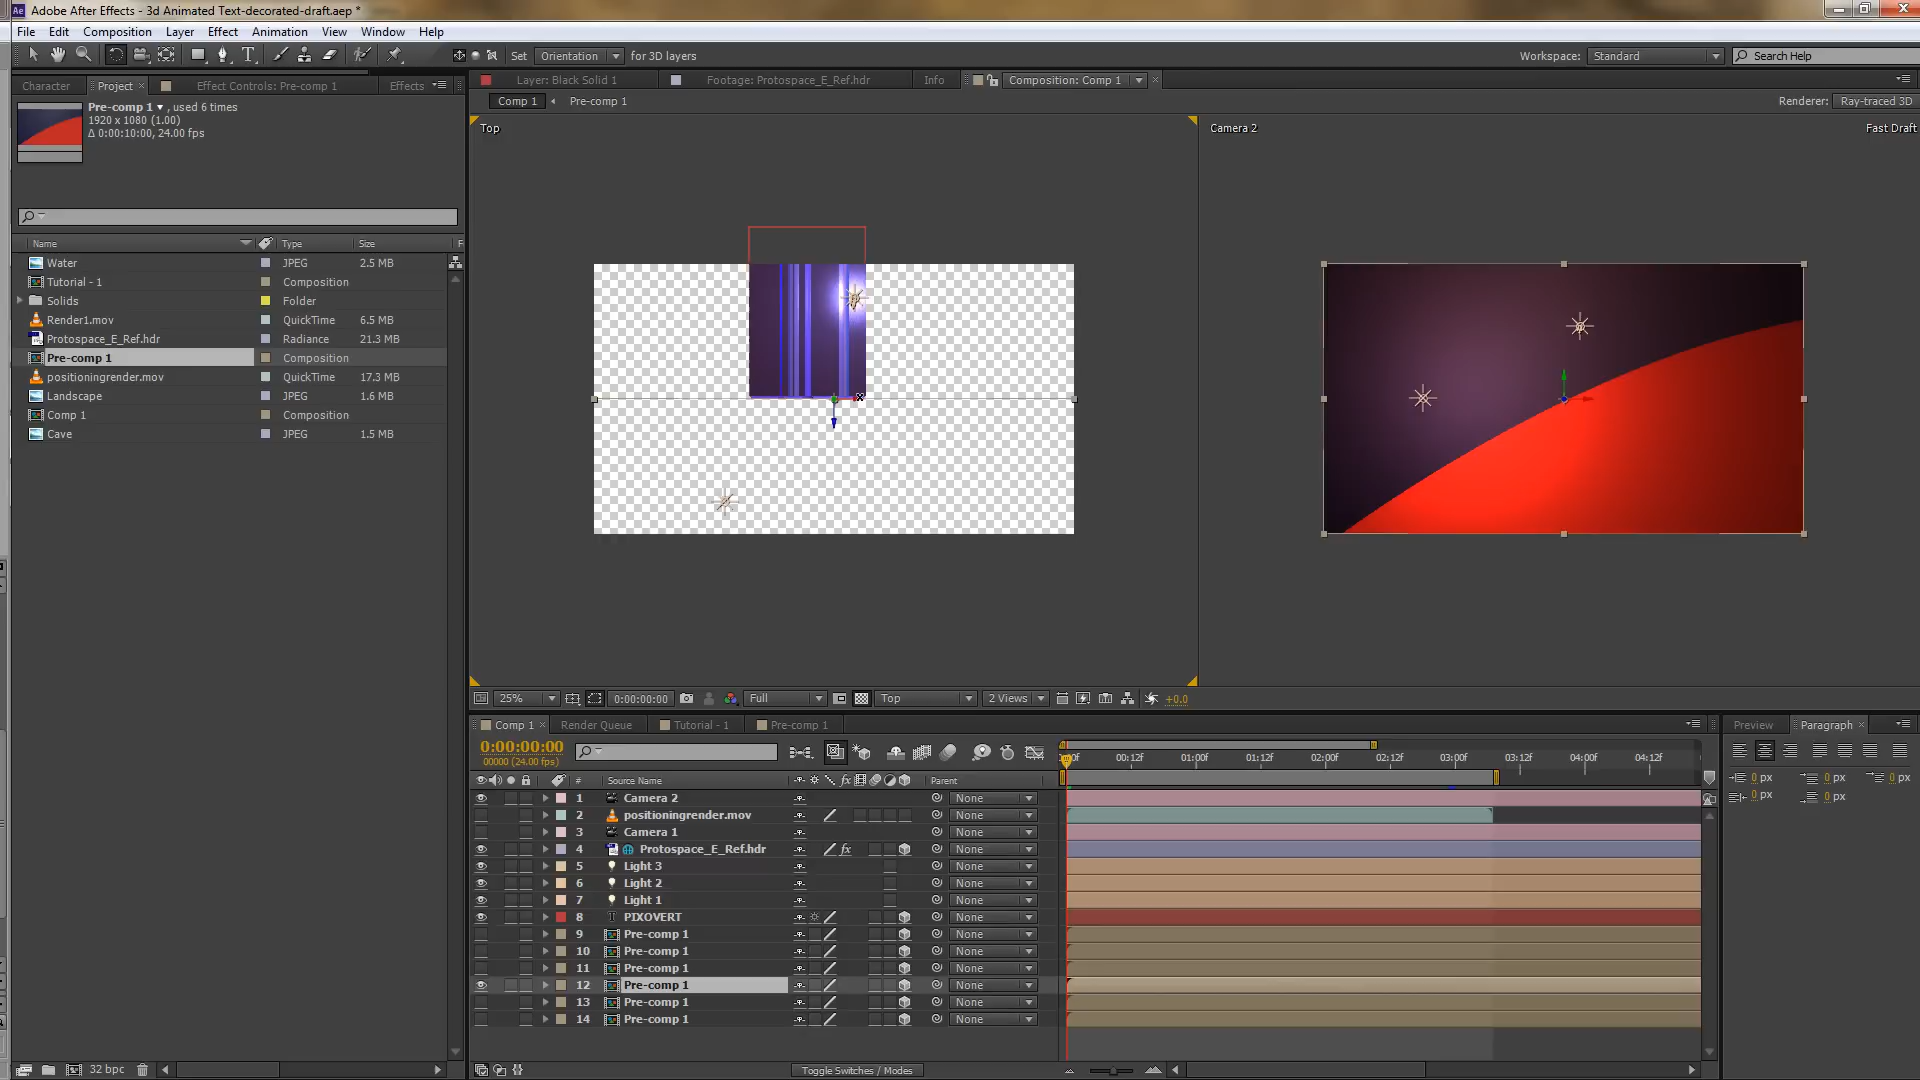 Adobe After Effects - 3d Animated Text-decorated-draft.aep *
File Edit Composition Layer Effect Animation View Window Help
Set Orientation for 3D layers Workspace: Standard Search Help
Character Project Effect Controls: Pre-comp 1 Effects Layer: Black Solid 1 Footage: Protospace_E_Ref.hdr Info Composition: Comp 1
Pre-comp 1 , used 6 times
1920 x 1080 (1.00)
Δ 0:00:10:00, 24.00 fps
Comp 1 Pre-comp 1 Renderer: Ray-traced 3D
Top Camera 2 Fast Draft
Name Type Size F
Water JPEG 2.5 MB
Tutorial - 1 Composition
Solids Folder
Render1.mov QuickTime 6.5 MB
Protospace_E_Ref.hdr Radiance 21.3 MB
Pre-comp 1 Composition
positioningrender.mov QuickTime 17.3 MB
Landscape JPEG 1.6 MB
Comp 1 Composition
Cave JPEG 1.5 MB
32 bpc
25% 0:00:00:00 Full Top 2 Views +0.0
Comp 1 Render Queue Tutorial - 1 Pre-comp 1
0:00:00:00
00000 (24.00 fps)
00:12f 01:00f 01:12f 02:00f 02:12f 03:00f 03:12f 04:00f 04:12f
# Source Name fx Parent
1 Camera 2 None
2 positioningrender.mov None
3 Camera 1 None
4 Protospace_E_Ref.hdr fx None
5 Light 3 None
6 Light 2 None
7 Light 1 None
8 T PIXOVERT None
9 Pre-comp 1 None
10 Pre-comp 1 None
11 Pre-comp 1 None
12 Pre-comp 1 None
13 Pre-comp 1 None
14 Pre-comp 1 None
Toggle Switches / Modes
Preview Paragraph
0 px 0 px 0 px
0 px 0 px